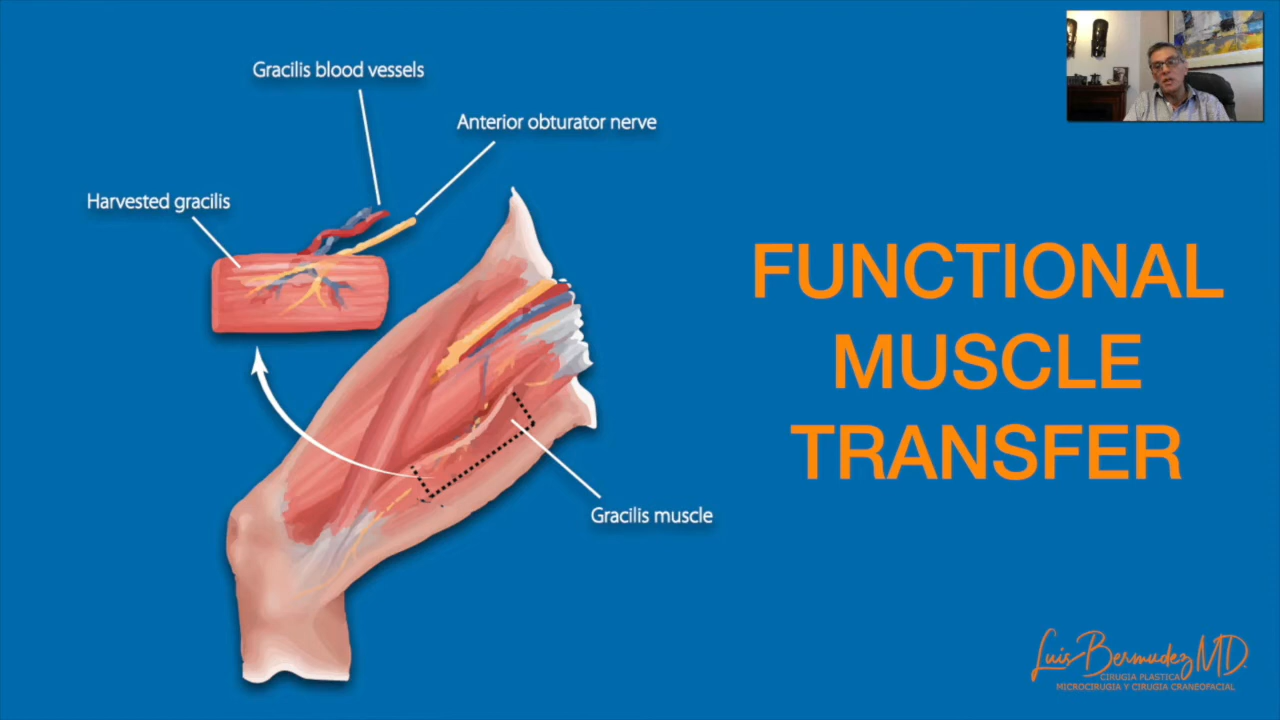 Gracilis blood vessels
Anterior obturator nerve
Harvested gracilis
Gracilis muscle
FUNCTIONAL
MUSCLE
TRANSFER
Luis Bermudez MD.
CIRUGIA PLASTICA
MICROCIRUGIA Y CIRUGIA CRANEOFACIAL